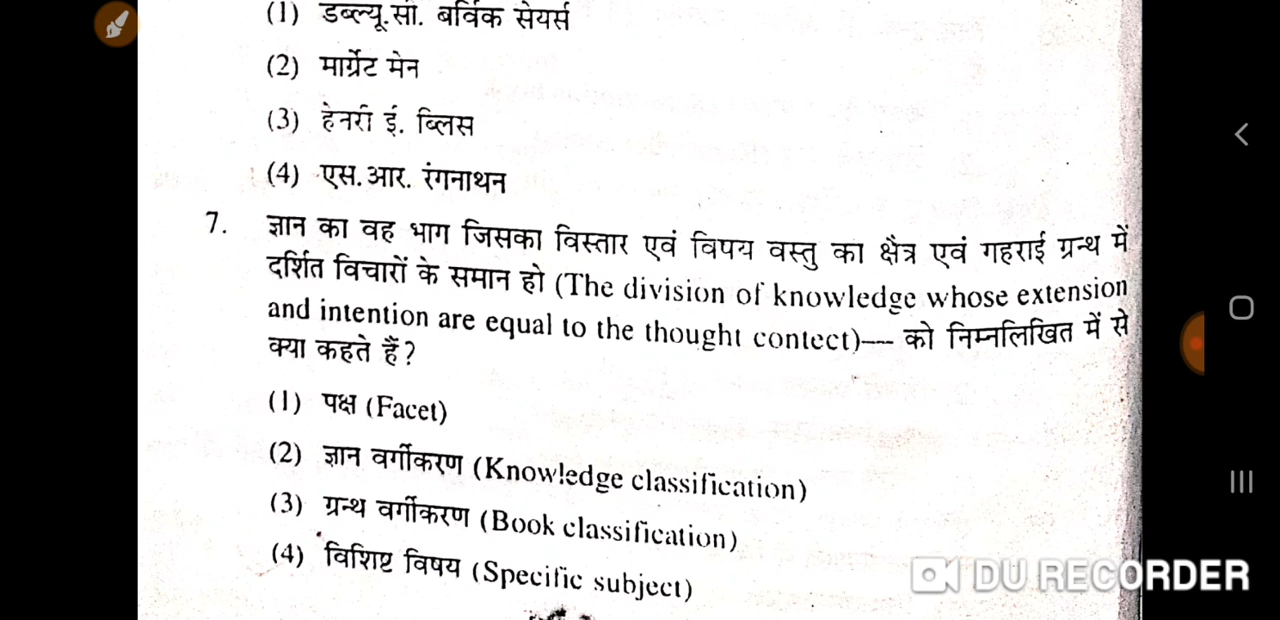 (1) डब्ल्यू.सी. बर्विक सेयर्स
(2) मार्ग्रेट मेन
(3) हेनरी ई. ब्लिस
(4) एस.आर. रंगनाथन
7. ज्ञान का वह भाग जिसका विस्तार एवं विषय वस्तु का क्षैत्र एवं गहराई ग्रन्थ में
दर्शित विचारों के समान हो (The division of knowledge whose extension
and intention are equal to the thought contect)— को निम्नलिखित में से
क्या कहते हैं?
(1) पक्ष (Facet)
(2) ज्ञान वर्गीकरण (Knowledge classification)
(3) ग्रन्थ वर्गीकरण (Book classification)
(4) विशिष्ट विषय (Specific subject)
DU RECORDER